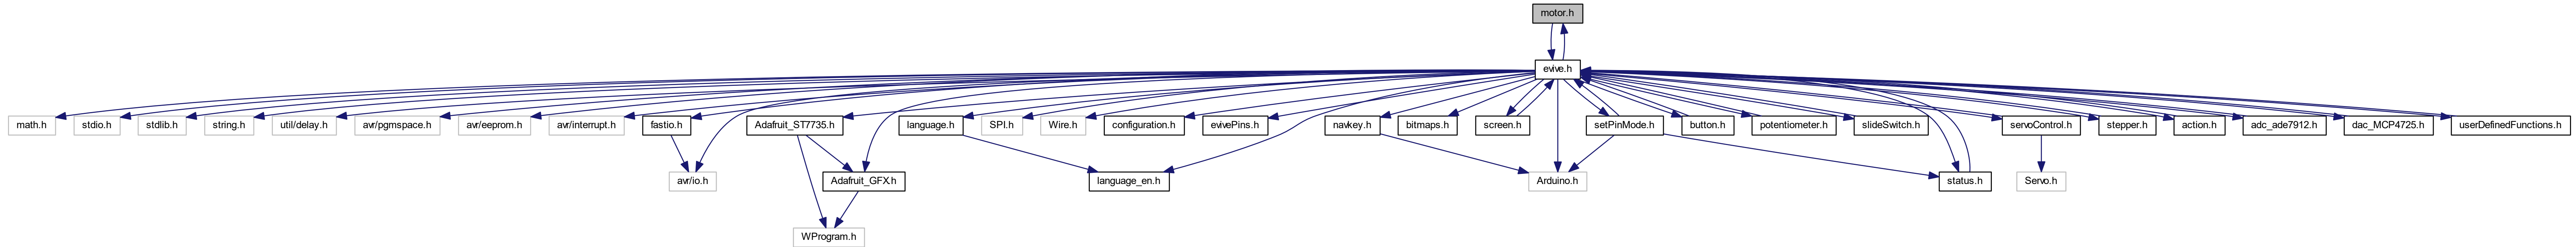 motor.h
evive.h
math.h
stdio.h
stdlib.h
string.h
util/delay.h
avr/pgmspace.h
avr/eeprom.h
avr/interrupt.h
fastio.h
Adafruit_ST7735.h
language.h
SPI.h
Wire.h
configuration.h
evivePins.h
navkey.h
bitmaps.h
screen.h
setPinMode.h
button.h
potentiometer.h
slideSwitch.h
servoControl.h
stepper.h
action.h
adc_ade7912.h
dac_MCP4725.h
userDefinedFunctions.h
avr/io.h
Adafruit_GFX.h
language_en.h
Arduino.h
status.h
Servo.h
WProgram.h